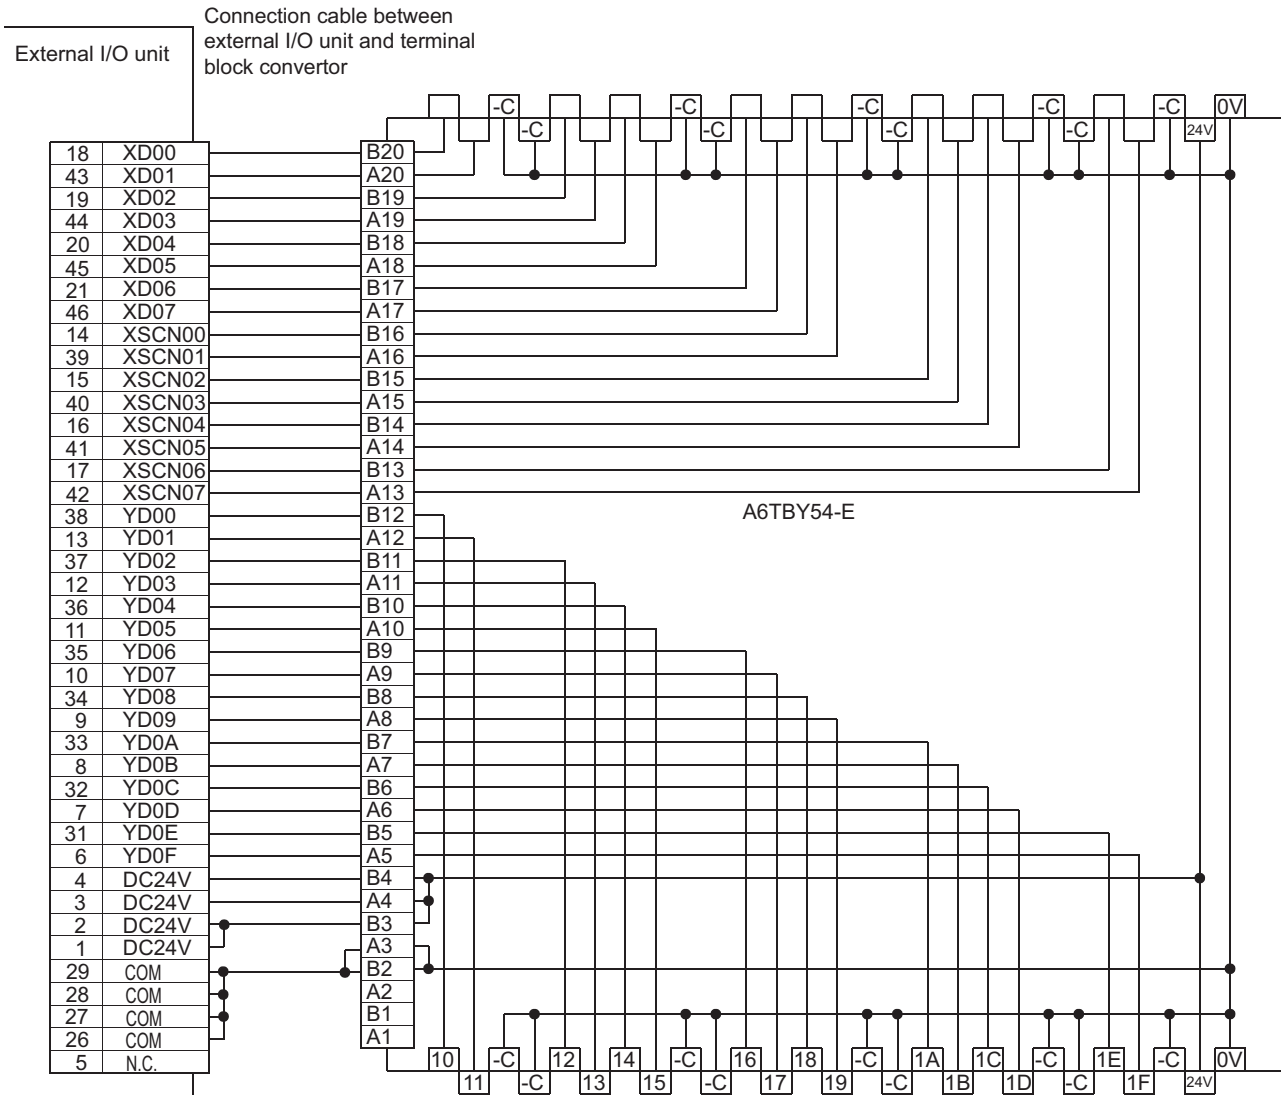 Connection cable between
external I/O unit and terminal
block convertor
External I/O unit
-C -C -C -C -C 0V
-C -C -C -C 24V
18 XD00 B20
43 XD01 A20
19 XD02 B19
44 XD03 A19
20 XD04 B18
45 XD05 A18
21 XD06 B17
46 XD07 A17
14 XSCN00 B16
39 XSCN01 A16
15 XSCN02 B15
40 XSCN03 A15
16 XSCN04 B14
41 XSCN05 A14
17 XSCN06 B13
42 XSCN07 A13
A6TBY54-E
38 YD00 B12
13 YD01 A12
37 YD02 B11
12 YD03 A11
36 YD04 B10
11 YD05 A10
35 YD06 B9
10 YD07 A9
34 YD08 B8
9 YD09 A8
33 YD0A B7
8 YD0B A7
32 YD0C B6
7 YD0D A6
31 YD0E B5
6 YD0F A5
4 DC24V B4
3 DC24V A4
2 DC24V B3
1 DC24V A3
29 COM B2
28 COM A2
27 COM B1
26 COM A1
5 N.C.
10 -C 12 14 -C 16 18 -C 1A 1C -C 1E -C 0V
11 -C 13 15 -C 17 19 -C 1B 1D -C 1F 24V